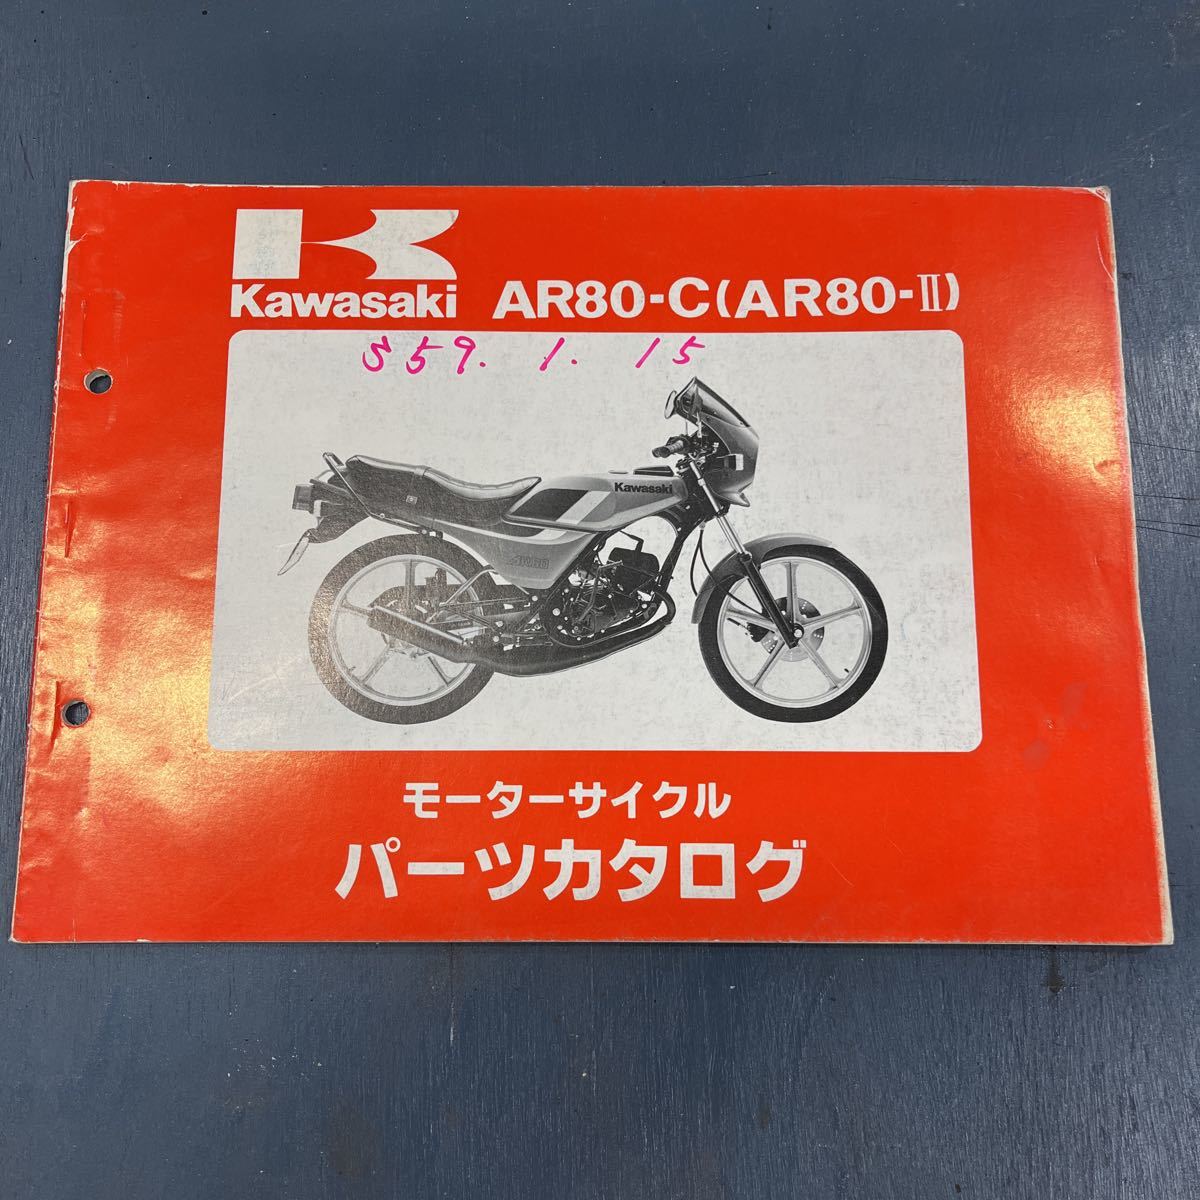 Kawasaki AR80-C(AR80-II)
S59. 1. 15
Kawasaki
AR80
モーターサイクル
パーツカタログ